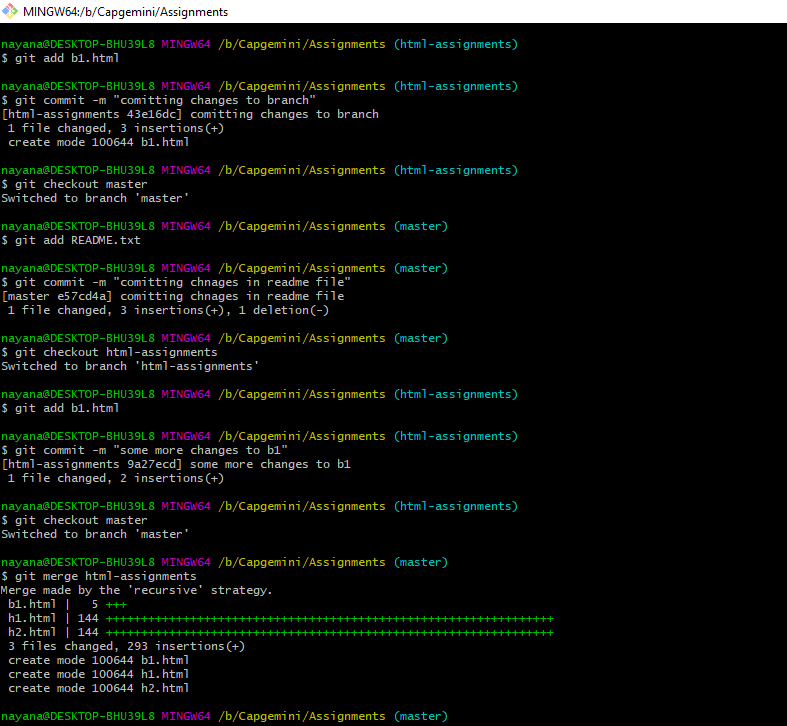 MINGW64:/b/Capgemini/Assignments
nayana@DESKTOP-BHU39L8 MINGW64 /b/Capgemini/Assignments (html-assignments)
$ git add b1.html
nayana@DESKTOP-BHU39L8 MINGW64 /b/Capgemini/Assignments (html-assignments)
$ git commit -m "comitting changes to branch"
[html-assignments 43e16dc] comitting changes to branch
 1 file changed, 3 insertions(+)
 create mode 100644 b1.html
nayana@DESKTOP-BHU39L8 MINGW64 /b/Capgemini/Assignments (html-assignments)
$ git checkout master
Switched to branch 'master'
nayana@DESKTOP-BHU39L8 MINGW64 /b/Capgemini/Assignments (master)
$ git add README.txt
nayana@DESKTOP-BHU39L8 MINGW64 /b/Capgemini/Assignments (master)
$ git commit -m "comitting chnages in readme file"
[master e57cd4a] comitting chnages in readme file
 1 file changed, 3 insertions(+), 1 deletion(-)
nayana@DESKTOP-BHU39L8 MINGW64 /b/Capgemini/Assignments (master)
$ git checkout html-assignments
Switched to branch 'html-assignments'
nayana@DESKTOP-BHU39L8 MINGW64 /b/Capgemini/Assignments (html-assignments)
$ git add b1.html
nayana@DESKTOP-BHU39L8 MINGW64 /b/Capgemini/Assignments (html-assignments)
$ git commit -m "some more changes to b1"
[html-assignments 9a27ecd] some more changes to b1
 1 file changed, 2 insertions(+)
nayana@DESKTOP-BHU39L8 MINGW64 /b/Capgemini/Assignments (html-assignments)
$ git checkout master
Switched to branch 'master'
nayana@DESKTOP-BHU39L8 MINGW64 /b/Capgemini/Assignments (master)
$ git merge html-assignments
Merge made by the 'recursive' strategy.
 b1.html |   5 +++
 h1.html | 144 ++++++++++++++++++++++++++++++++++++++++++++++++++++++++++++++++
 h2.html | 144 ++++++++++++++++++++++++++++++++++++++++++++++++++++++++++++++++
 3 files changed, 293 insertions(+)
 create mode 100644 b1.html
 create mode 100644 h1.html
 create mode 100644 h2.html
nayana@DESKTOP-BHU39L8 MINGW64 /b/Capgemini/Assignments (master)